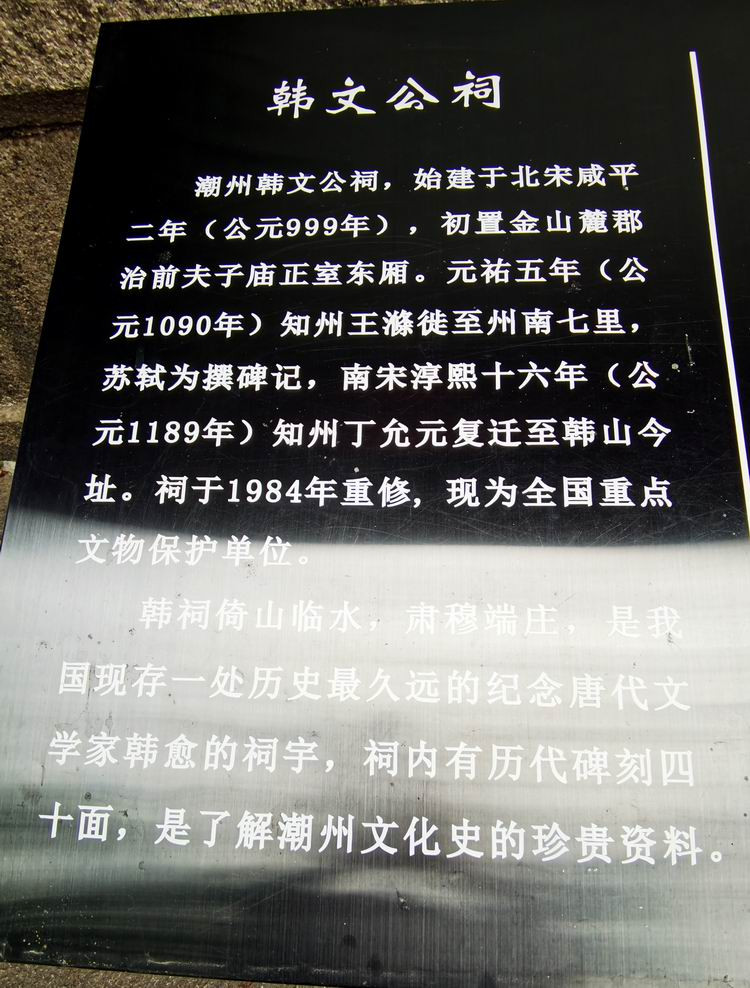 韩文公祠
潮州韩文公祠，始建于北宋咸平
二年（公元999年），初置金山麓郡
治前夫子庙正室东厢。元祐五年（公
元1090年）知州王滌徙至州南七里，
苏轼为撰碑记，南宋淳熙十六年（公
元1189年）知州丁允元复迁至韩山今
址。祠于1984年重修，现为全国重点
文物保护单位。
韩祠倚山临水，肃穆端庄，是我
国现存一处历史最久远的纪念唐代文
学家韩愈的祠宇，祠内有历代碑刻四
十面，是了解潮州文化史的珍贵资料。